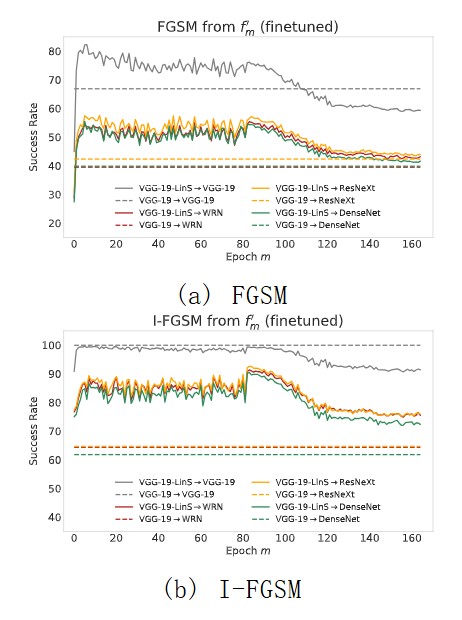 FGSM from f′m (finetuned)
80
70
60
50
40
30
20
Success Rate
VGG-19-LinS→VGG-19
VGG-19→VGG-19
VGG-19-LinS→WRN
VGG-19→WRN
VGG-19-LinS→ResNeXt
VGG-19→ResNeXt
VGG-19-LinS→DenseNet
VGG-19→DenseNet
0 20 40 60 80 100 120 140 160
Epoch m
(a) FGSM
I-FGSM from f′m (finetuned)
100
90
80
70
60
50
40
Success Rate
VGG-19-LinS→VGG-19
VGG-19→VGG-19
VGG-19-LinS→WRN
VGG-19→WRN
VGG-19-LinS→ResNeXt
VGG-19→ResNeXt
VGG-19-LinS→DenseNet
VGG-19→DenseNet
0 20 40 60 80 100 120 140 160
Epoch m
(b) I-FGSM